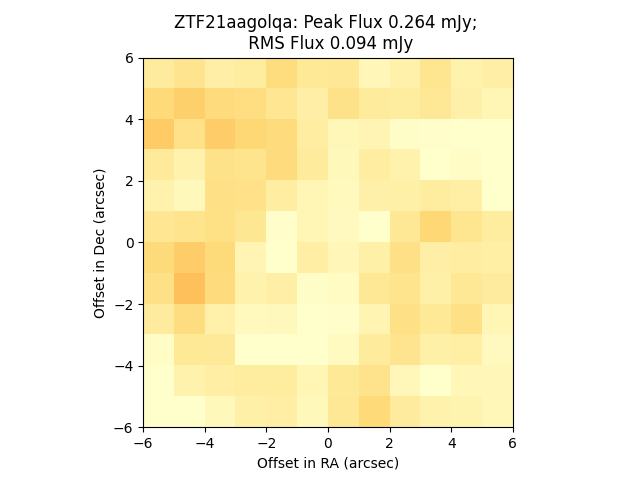 ZTF21aagolqa: Peak Flux 0.264 mJy;
RMS Flux 0.094 mJy
6
4
2
0
−2
−4
−6
Offset in Dec (arcsec)
−6 −4 −2 0 2 4 6
Offset in RA (arcsec)